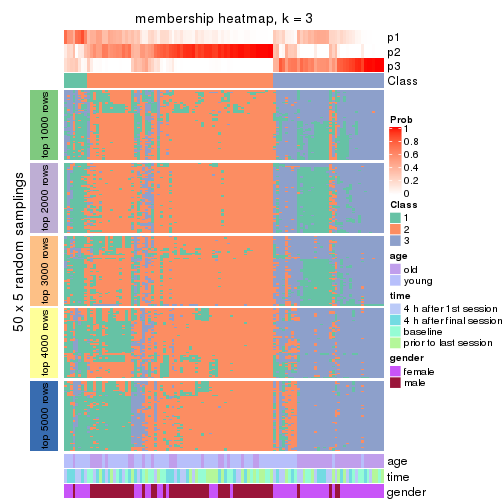 membership heatmap, k = 3
p1
p2
p3
Class
50 x 5 random samplings
top 1000 rows
top 2000 rows
top 3000 rows
top 4000 rows
top 5000 rows
age
time
gender
Prob
1
0.8
0.6
0.4
0.2
0
Class
1
2
3
age
old
young
time
4 h after 1st session
4 h after final session
baseline
prior to last session
gender
female
male